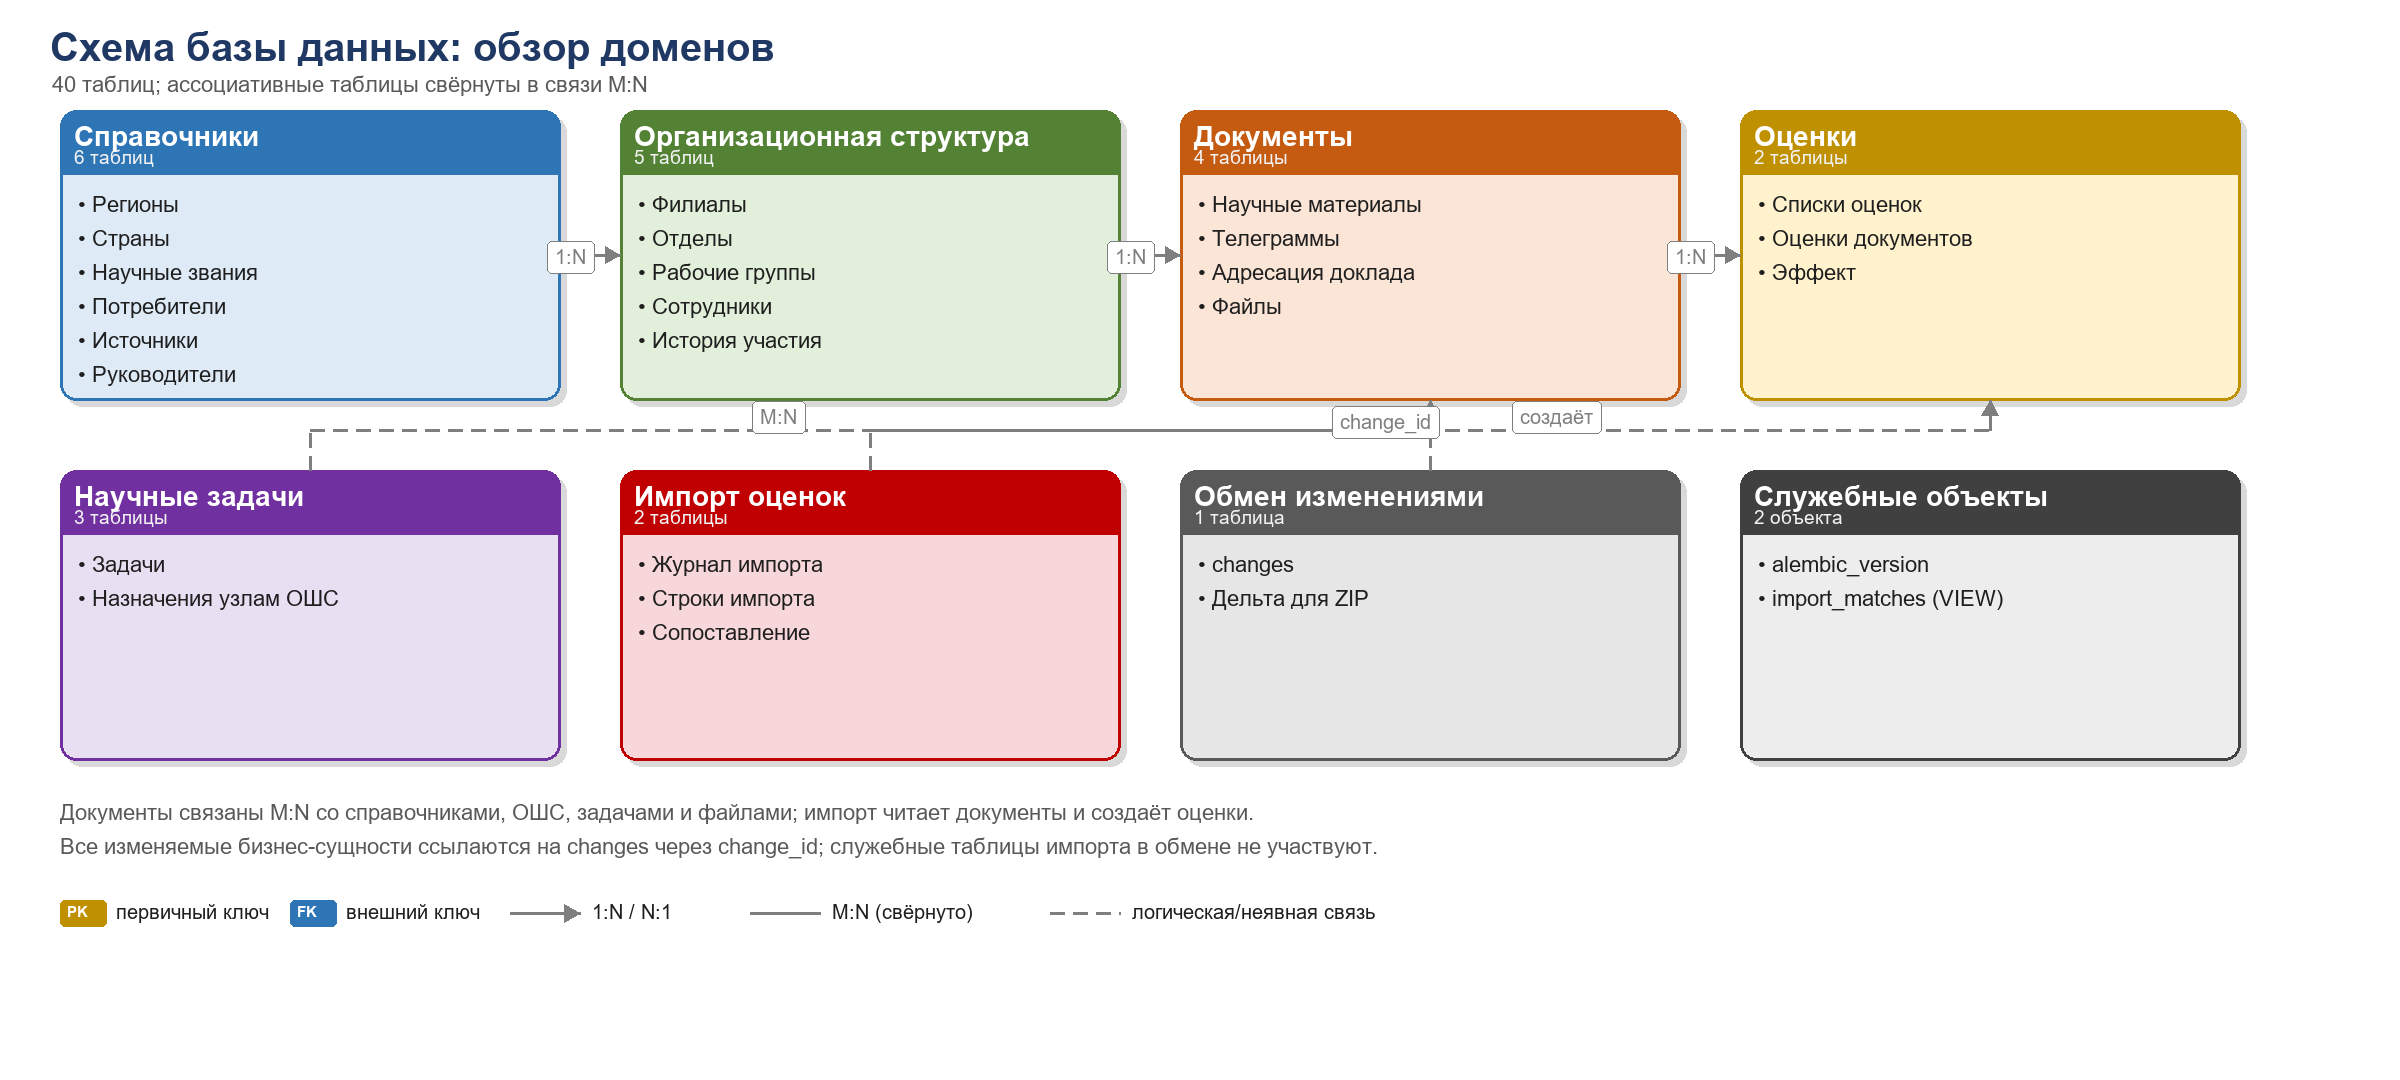 Схема базы данных: обзор доменов
40 таблиц; ассоциативные таблицы свёрнуты в связи M:N
Справочники
6 таблиц
• Регионы
• Страны
• Научные звания
• Потребители
• Источники
• Руководители
1:N
Организационная структура
5 таблиц
• Филиалы
• Отделы
• Рабочие группы
• Сотрудники
• История участия
1:N
Документы
4 таблицы
• Научные материалы
• Телеграммы
• Адресация доклада
• Файлы
1:N
Оценки
2 таблицы
• Списки оценок
• Оценки документов
• Эффект
M:N
change_id
создаёт
Научные задачи
3 таблицы
• Задачи
• Назначения узлам ОШС
Импорт оценок
2 таблицы
• Журнал импорта
• Строки импорта
• Сопоставление
Обмен изменениями
1 таблица
• changes
• Дельта для ZIP
Служебные объекты
2 объекта
• alembic_version
• import_matches (VIEW)
Документы связаны M:N со справочниками, ОШС, задачами и файлами; импорт читает документы и создаёт оценки.
Все изменяемые бизнес-сущности ссылаются на changes через change_id; служебные таблицы импорта в обмене не участвуют.
PK первичный ключ FK внешний ключ 1:N / N:1 M:N (свёрнуто) логическая/неявная связь